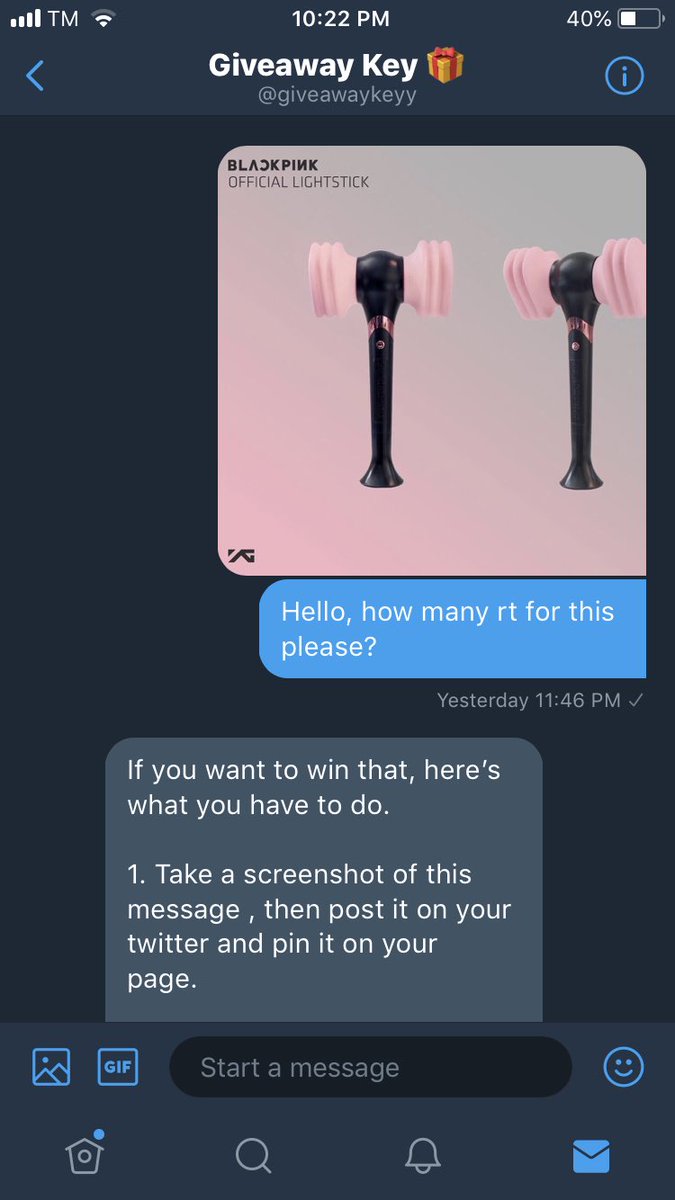 TM
10:22 PM
40%
Giveaway Key 🎁
@giveawaykeyy
BLACKPINK
OFFICIAL LIGHTSTICK
YG
Hello, how many rt for this
please?
Yesterday 11:46 PM ✓
If you want to win that, here’s
what you have to do.
1. Take a screenshot of this
message , then post it on your
twitter and pin it on your
page.
GIF
Start a message